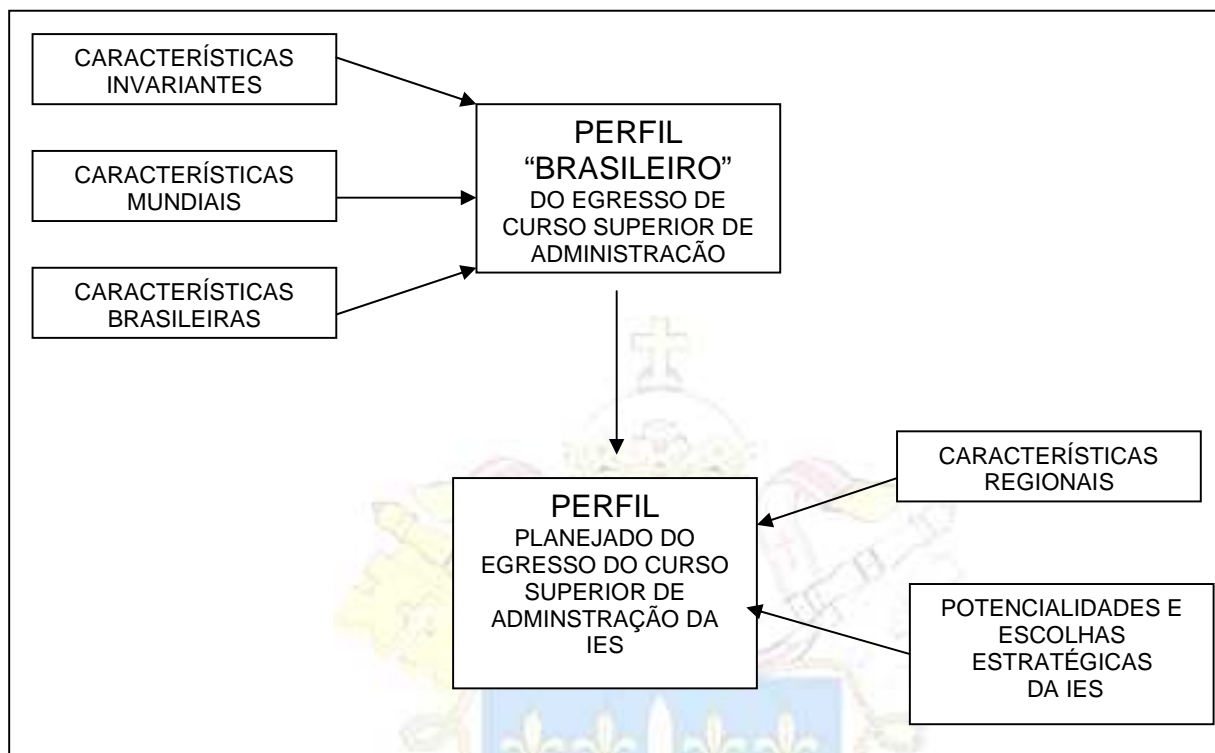 CARACTERÍSTICAS
INVARIANTES
CARACTERÍSTICAS
MUNDIAIS
CARACTERÍSTICAS
BRASILEIRAS
PERFIL
“BRASILEIRO”
DO EGRESSO DE
CURSO SUPERIOR DE
ADMINISTRACÃO
PERFIL
PLANEJADO DO
EGRESSO DO CURSO
SUPERIOR DE
ADMINSTRAÇÃO DA
IES
CARACTERÍSTICAS
REGIONAIS
POTENCIALIDADES E
ESCOLHAS
ESTRATÉGICAS
DA IES